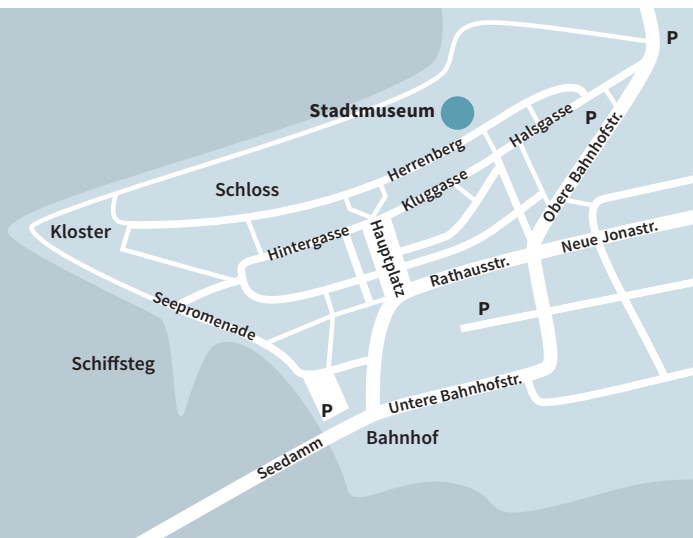 P
Stadtmuseum
P
Halsgasse
Herrenberg
Obere Bahnhofstr.
Schloss
Kluggasse
Kloster
Hintergasse
Hauptplatz
Neue Jonastr.
Rathausstr.
Seepromenade
P
Schiffsteg
Untere Bahnhofstr.
P
Bahnhof
Seedamm